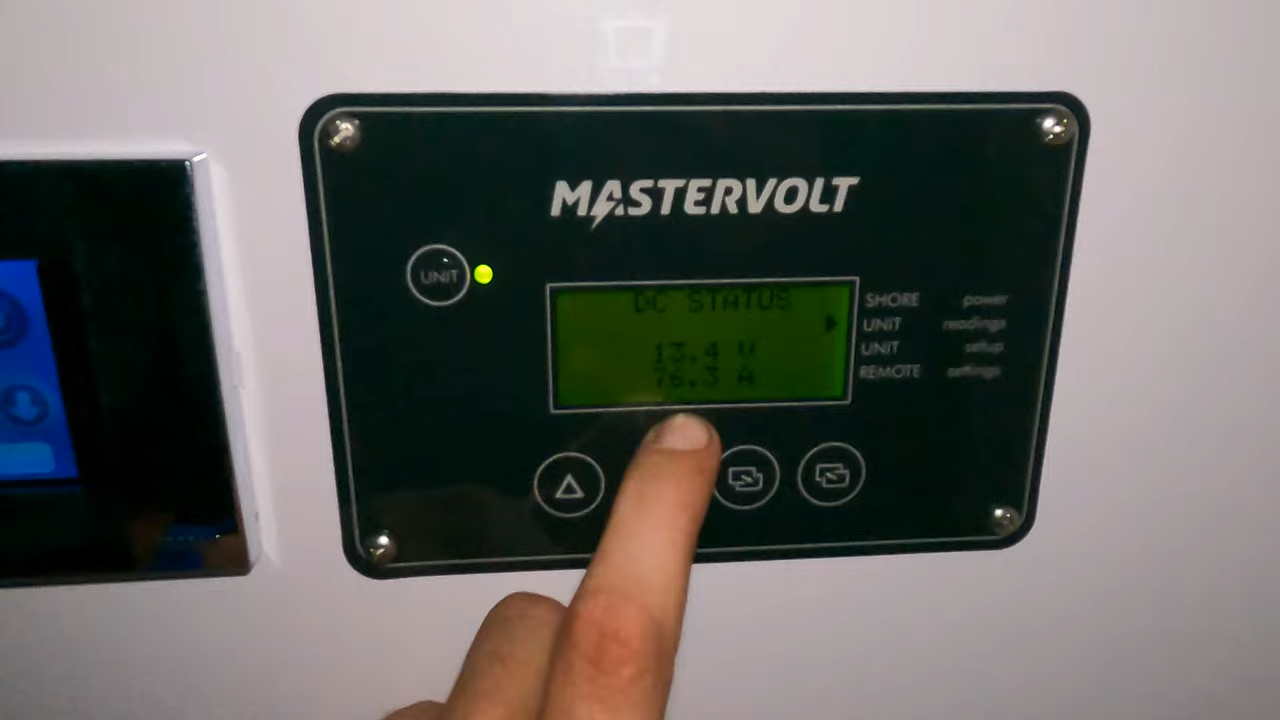 MASTERVOLT
UNIT
DC STATUS
13.4 V
76.3 A
SHORE power
UNIT readings
UNIT setup
REMOTE settings